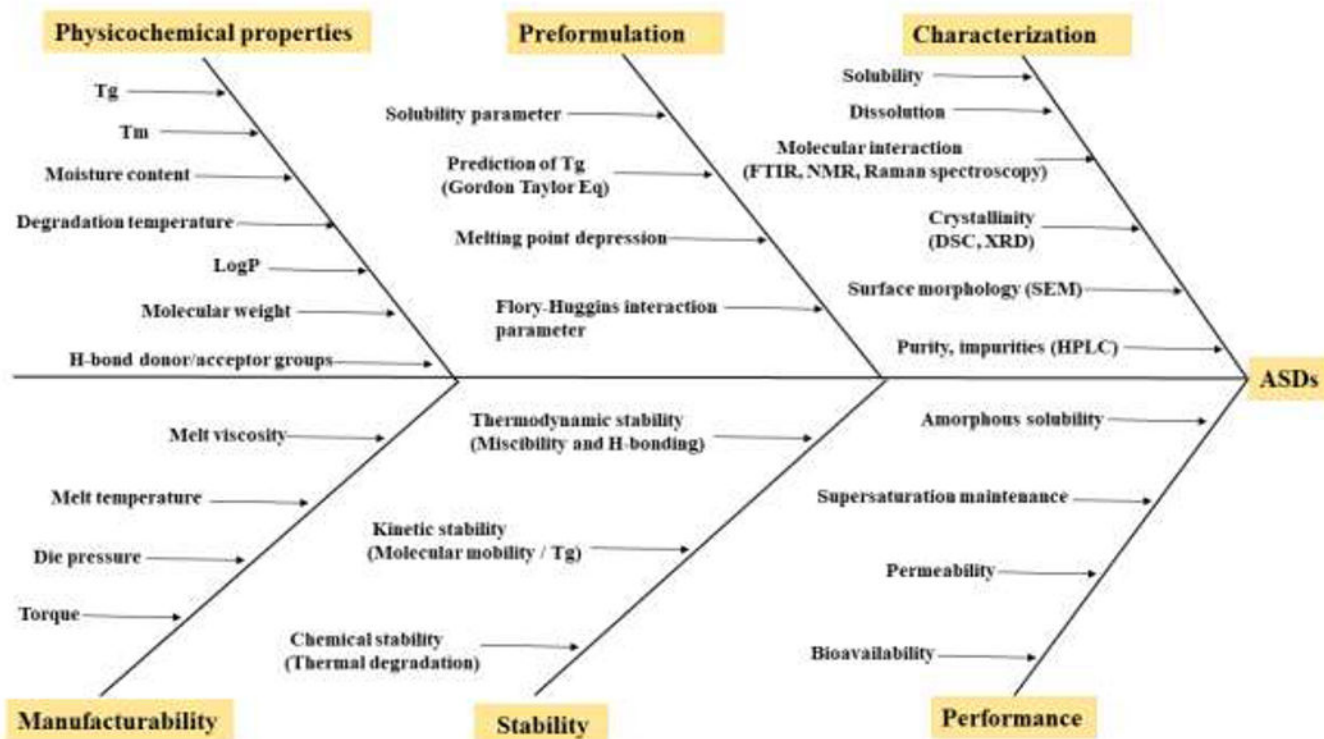 Physicochemical properties
Tg
Tm
Moisture content
Degradation temperature
LogP
Molecular weight
H-bond donor/acceptor groups
Preformulation
Solubility parameter
Prediction of Tg
(Gordon Taylor Eq)
Melting point depression
Flory-Huggins interaction
parameter
Characterization
Solubility
Dissolution
Molecular interaction
(FTIR, NMR, Raman spectroscopy)
Crystallinity
(DSC, XRD)
Surface morphology (SEM)
Purity, impurities (HPLC)
ASDs
Melt viscosity
Melt temperature
Die pressure
Torque
Manufacturability
Thermodynamic stability
(Miscibility and H-bonding)
Kinetic stability
(Molecular mobility / Tg)
Chemical stability
(Thermal degradation)
Stability
Amorphous solubility
Supersaturation maintenance
Permeability
Bioavailability
Performance